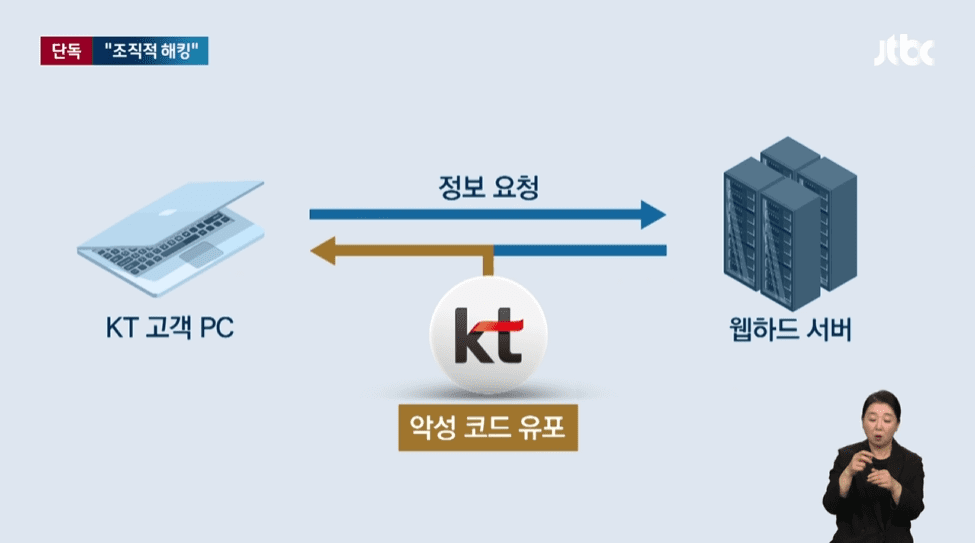 단독 "조직적 해킹"
jtbc
정보 요청
KT 고객 PC
kt
웹하드 서버
악성 코드 유포